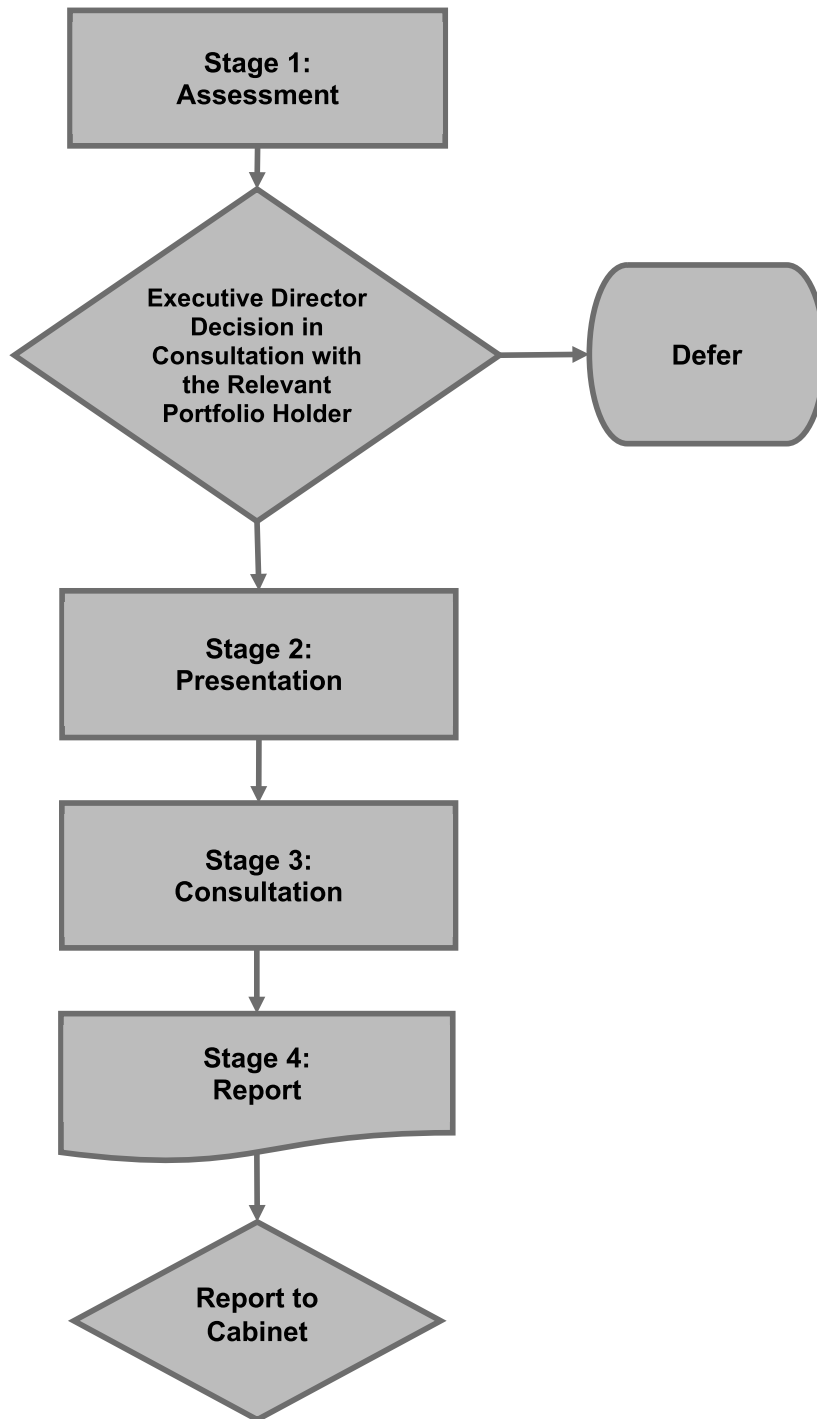 Stage 1:
Assessment
Executive Director
Decision in
Consultation with
the Relevant
Portfolio Holder
Defer
Stage 2:
Presentation
Stage 3:
Consultation
Stage 4:
Report
Report to
Cabinet